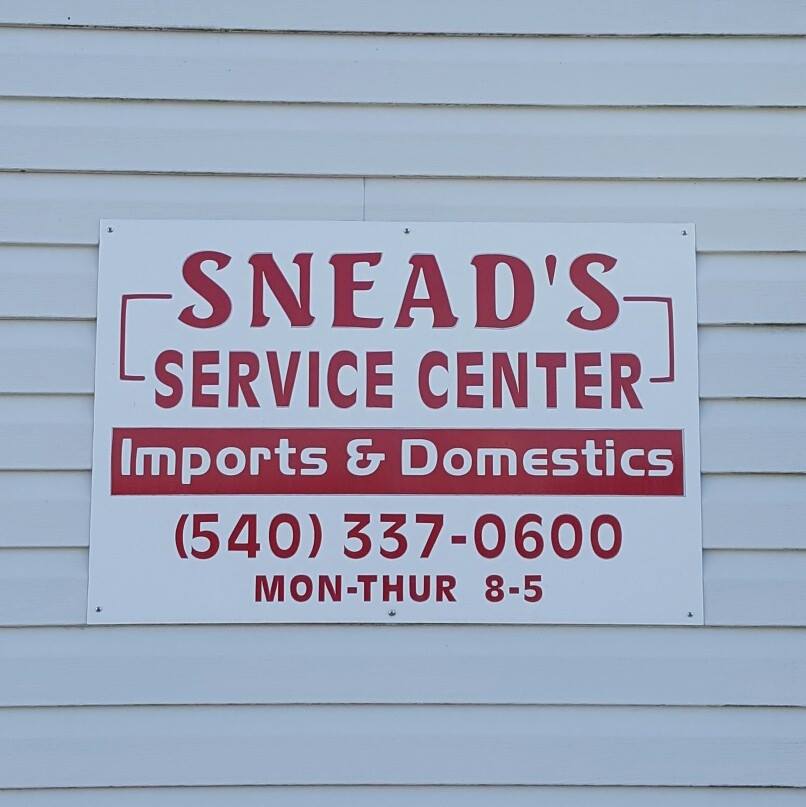 SNEAD'S
SERVICE CENTER
Imports & Domestics
(540) 337-0600
MON-THUR 8-5